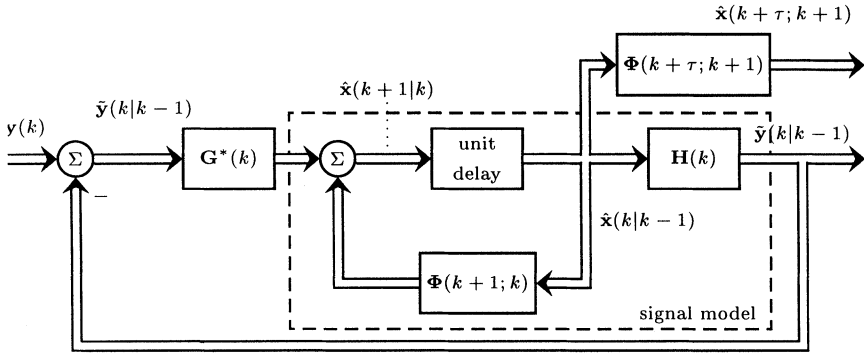 x̂(k + τ; k + 1)
Φ(k + τ; k + 1)
x̂(k + 1|k)
ỹ(k|k − 1)
y(k)
Σ
G*(k)
Σ
unit
delay
H(k)
ỹ(k|k − 1)
−
x̂(k|k − 1)
Φ(k + 1; k)
signal model